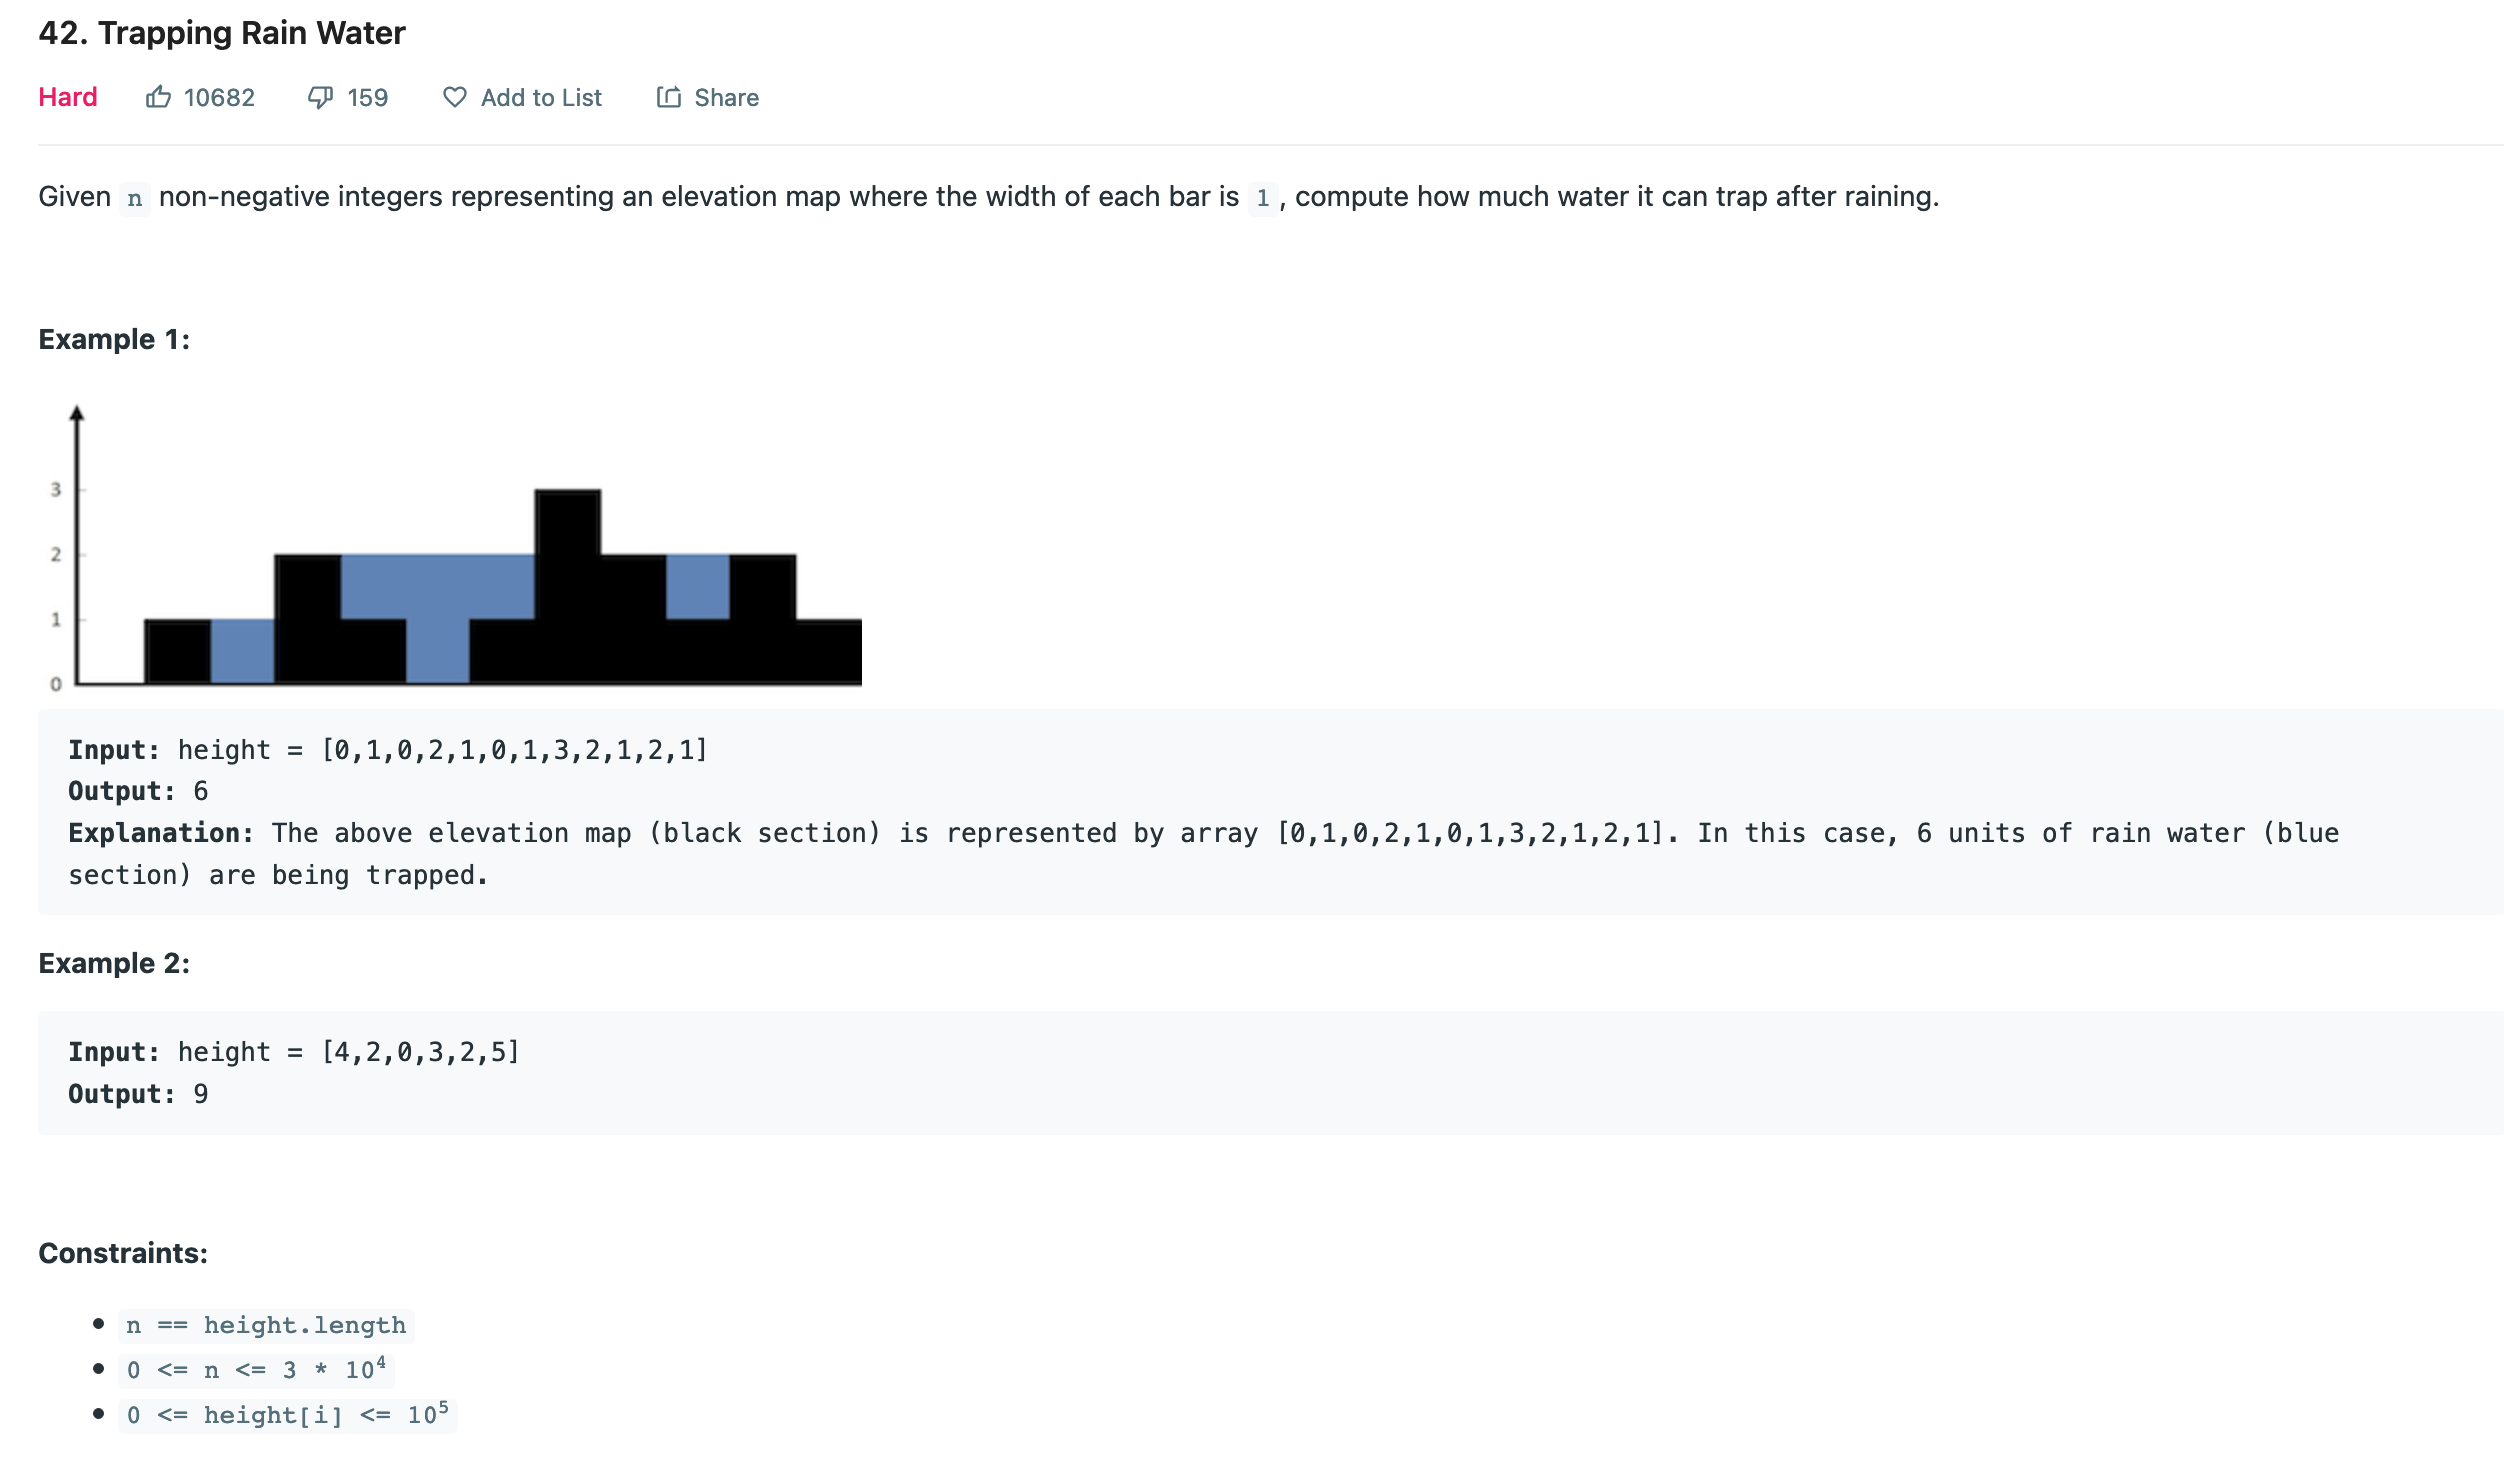 42. Trapping Rain Water
Hard 10682 159 Add to List Share
Given n non-negative integers representing an elevation map where the width of each bar is 1, compute how much water it can trap after raining.
Example 1:
3
2
1
0
Input: height = [0,1,0,2,1,0,1,3,2,1,2,1]
Output: 6
Explanation: The above elevation map (black section) is represented by array [0,1,0,2,1,0,1,3,2,1,2,1]. In this case, 6 units of rain water (blue
section) are being trapped.
Example 2:
Input: height = [4,2,0,3,2,5]
Output: 9
Constraints:
n == height.length
0 <= n <= 3 * 10⁴
0 <= height[i] <= 10⁵